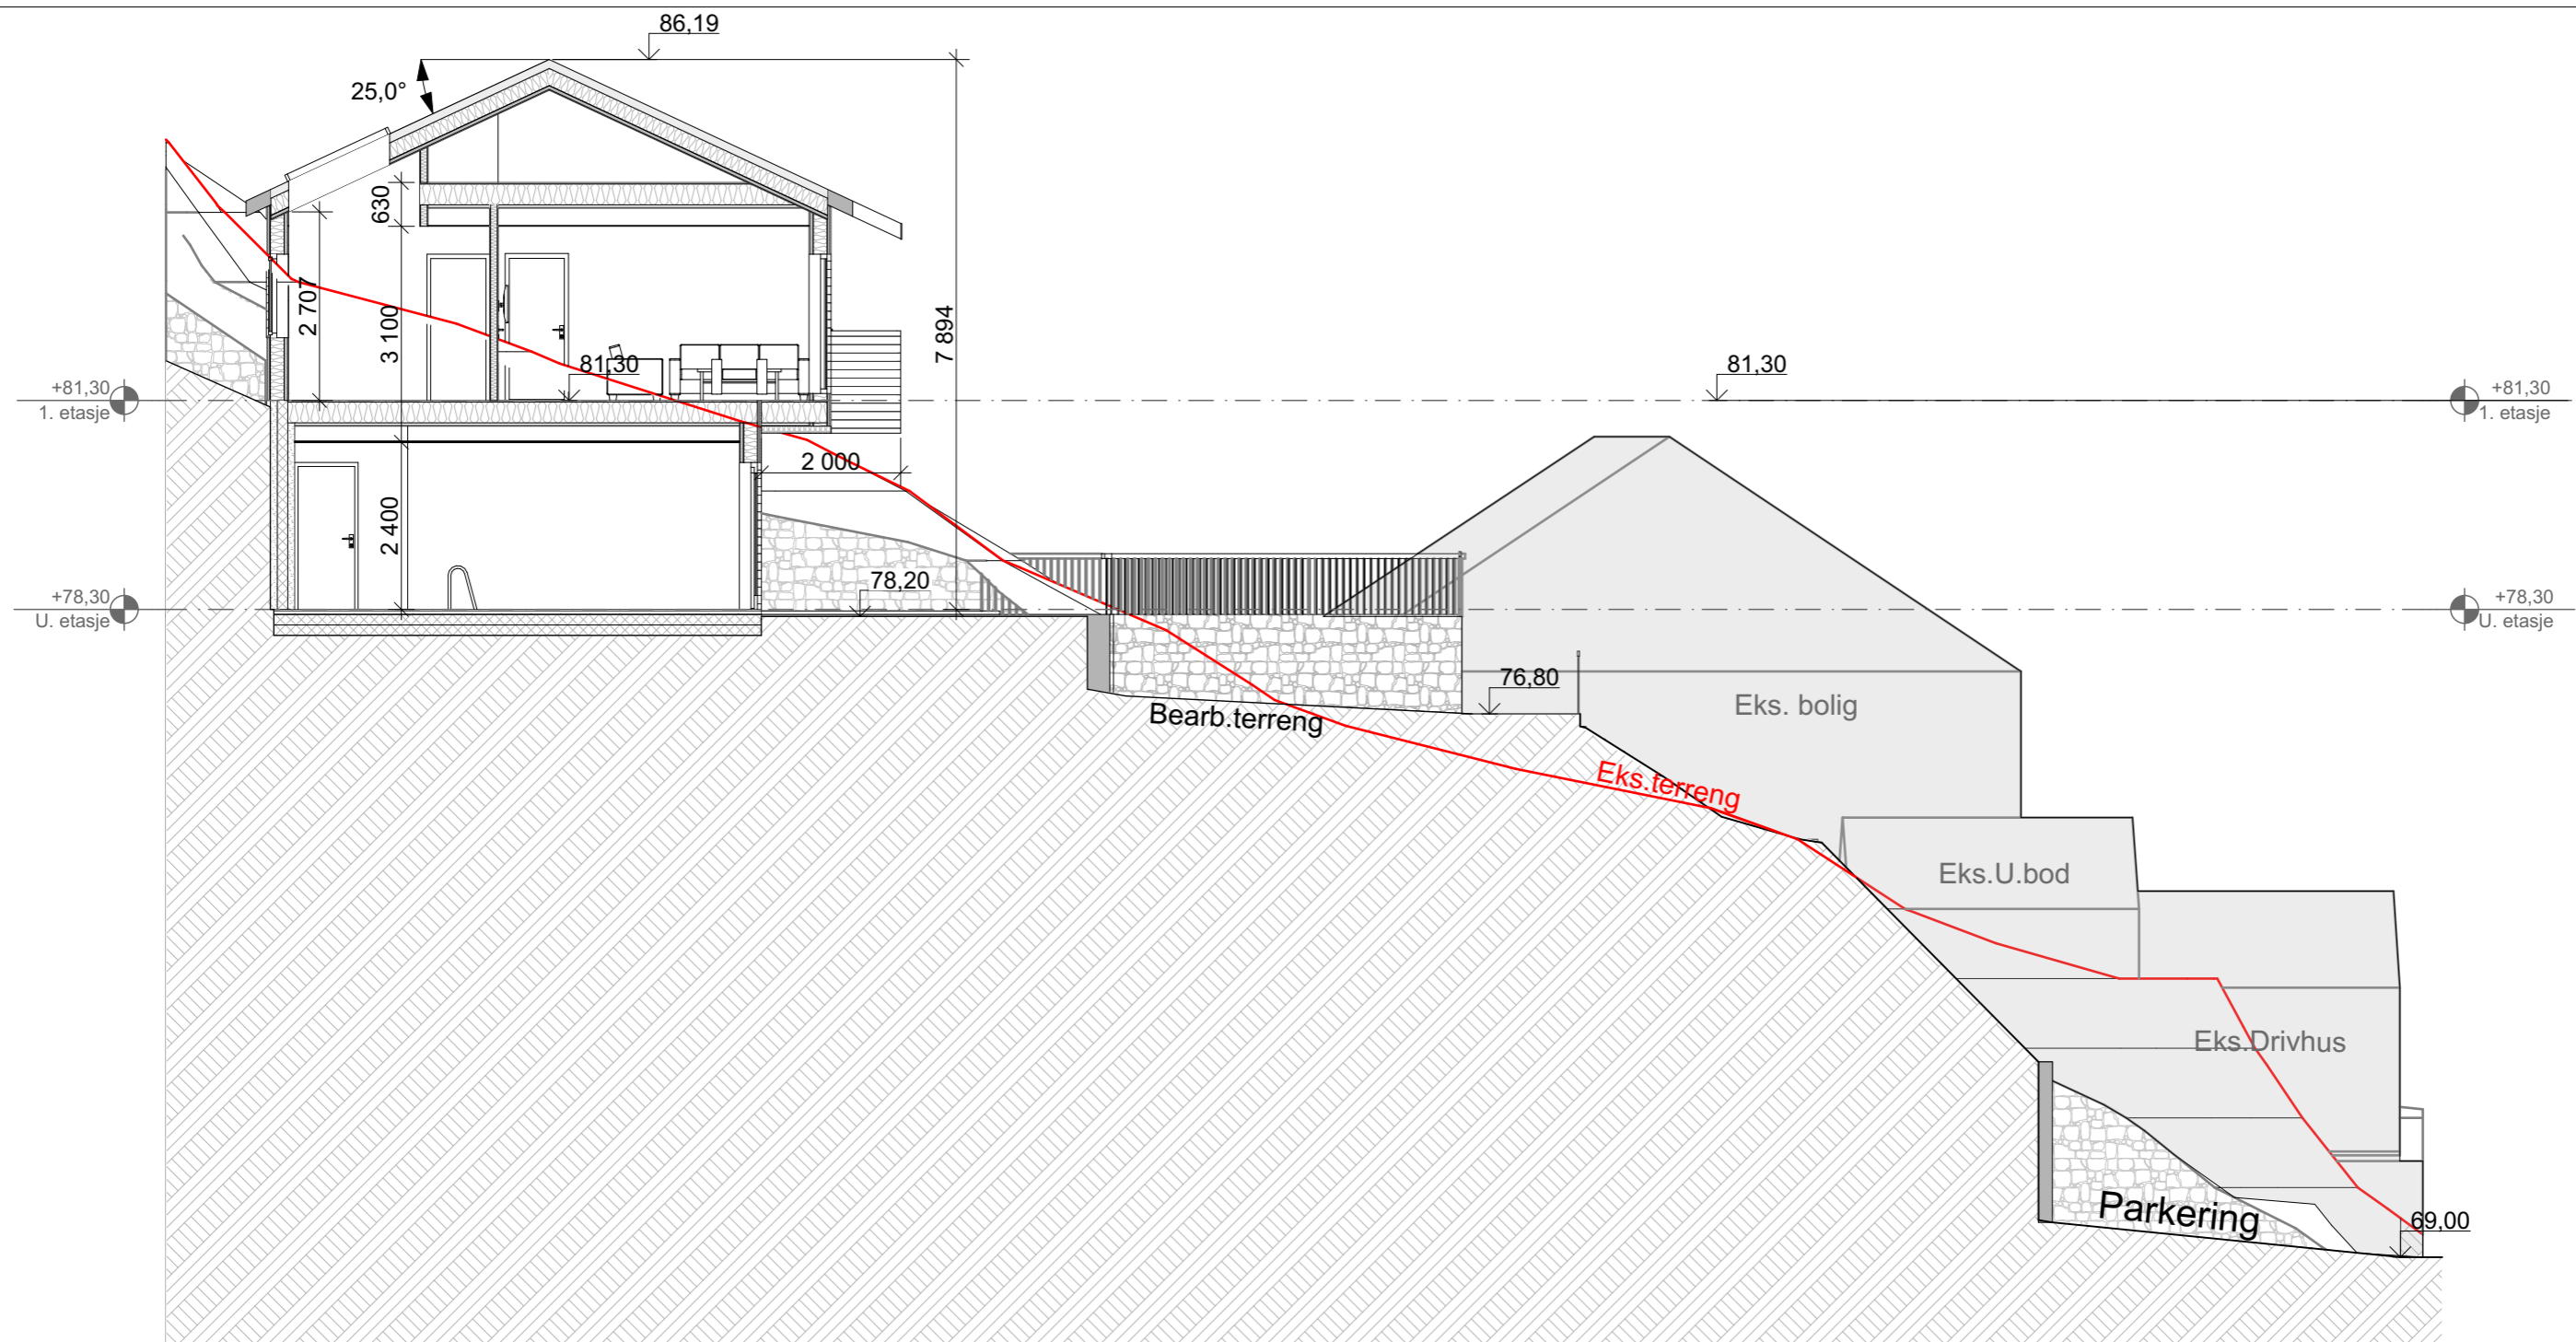 86,19
25,0°
630
2 707
3 100
7 894
81,30
81,30
+81,30
1. etasje
+81,30
1. etasje
2 000
2 400
78,20
+78,30
U. etasje
+78,30
U. etasje
76,80
Bearb.terreng
Eks. bolig
Eks.terreng
Eks.U.bod
Eks.Drivhus
Parkering
69,00